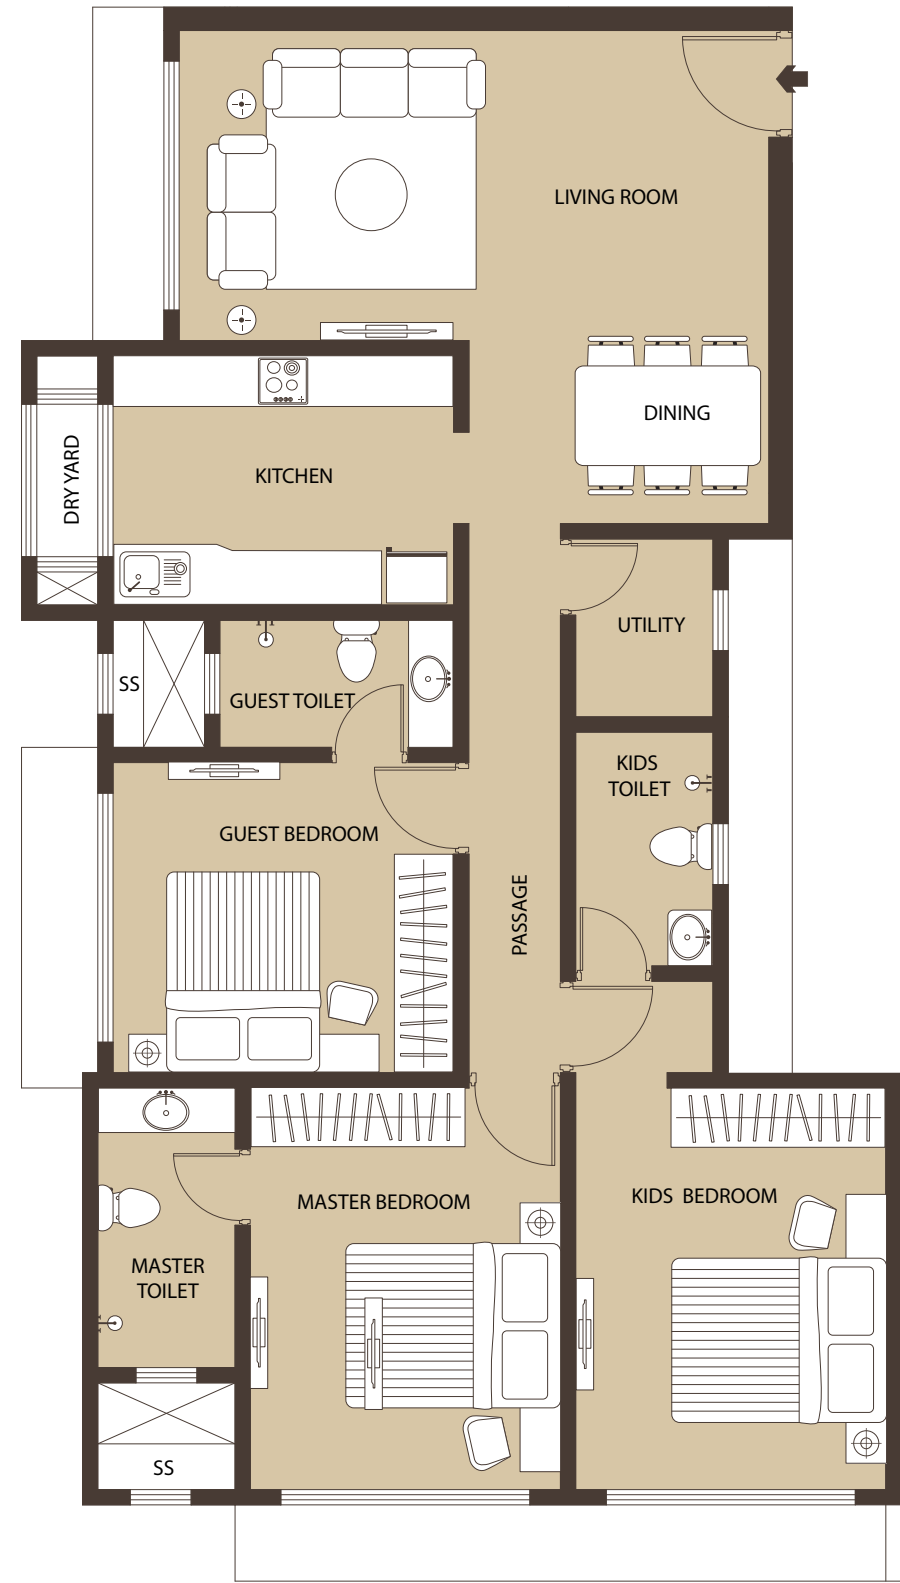 LIVING ROOM
DINING
KITCHEN
DRY YARD
UTILITY
SS
GUEST TOILET
KIDS
TOILET
GUEST BEDROOM
PASSAGE
MASTER BEDROOM
KIDS BEDROOM
MASTER
TOILET
SS